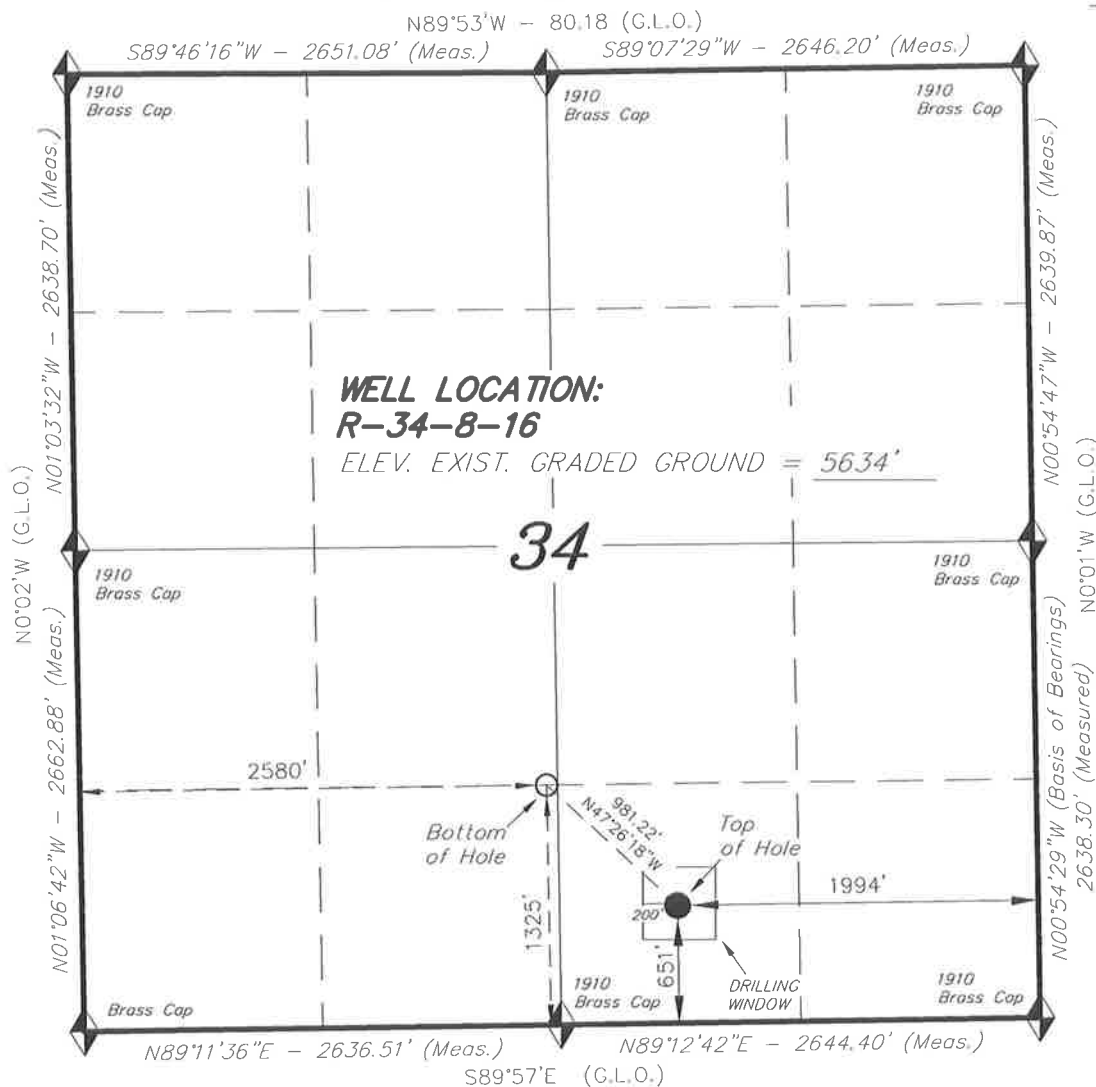 N89°53'W - 80.18 (G.L.O.)
S89°46'16"W - 2651.08' (Meas.)
S89°07'29"W - 2646.20' (Meas.)
1910
Brass Cap
1910
Brass Cap
1910
Brass Cap
N01°03'32"W - 2638.70' (Meas.)
N00°54'47"W - 2639.87' (Meas.)
WELL LOCATION:
R-34-8-16
ELEV. EXIST. GRADED GROUND = 5634'
N0°02'W (G.L.O.)
34
N0°01'W (G.L.O.)
1910
Brass Cap
1910
Brass Cap
N01°06'42"W - 2662.88' (Meas.)
N00°54'29"W (Basis of Bearings)
2638.30' (Measured)
2580'
981.22'
N47°26'18"W
Bottom
of Hole
Top
of Hole
1994'
200'
1325'
651'
DRILLING
WINDOW
Brass Cap
1910
Brass Cap
1910
Brass Cap
N89°11'36"E - 2636.51' (Meas.)
N89°12'42"E - 2644.40' (Meas.)
S89°57'E (G.L.O.)